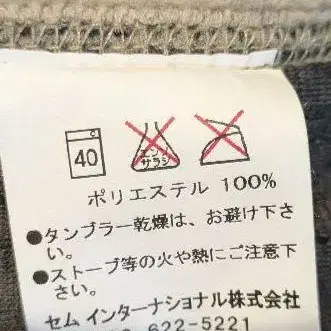 40
エンソ
サラシ
ポリエステル 100%
●タンブラー乾燥は、お避け下さ
い。
●ストーブ等の火や熱にご注意下
さい。
セム インターナショナル株式会社
622-5221